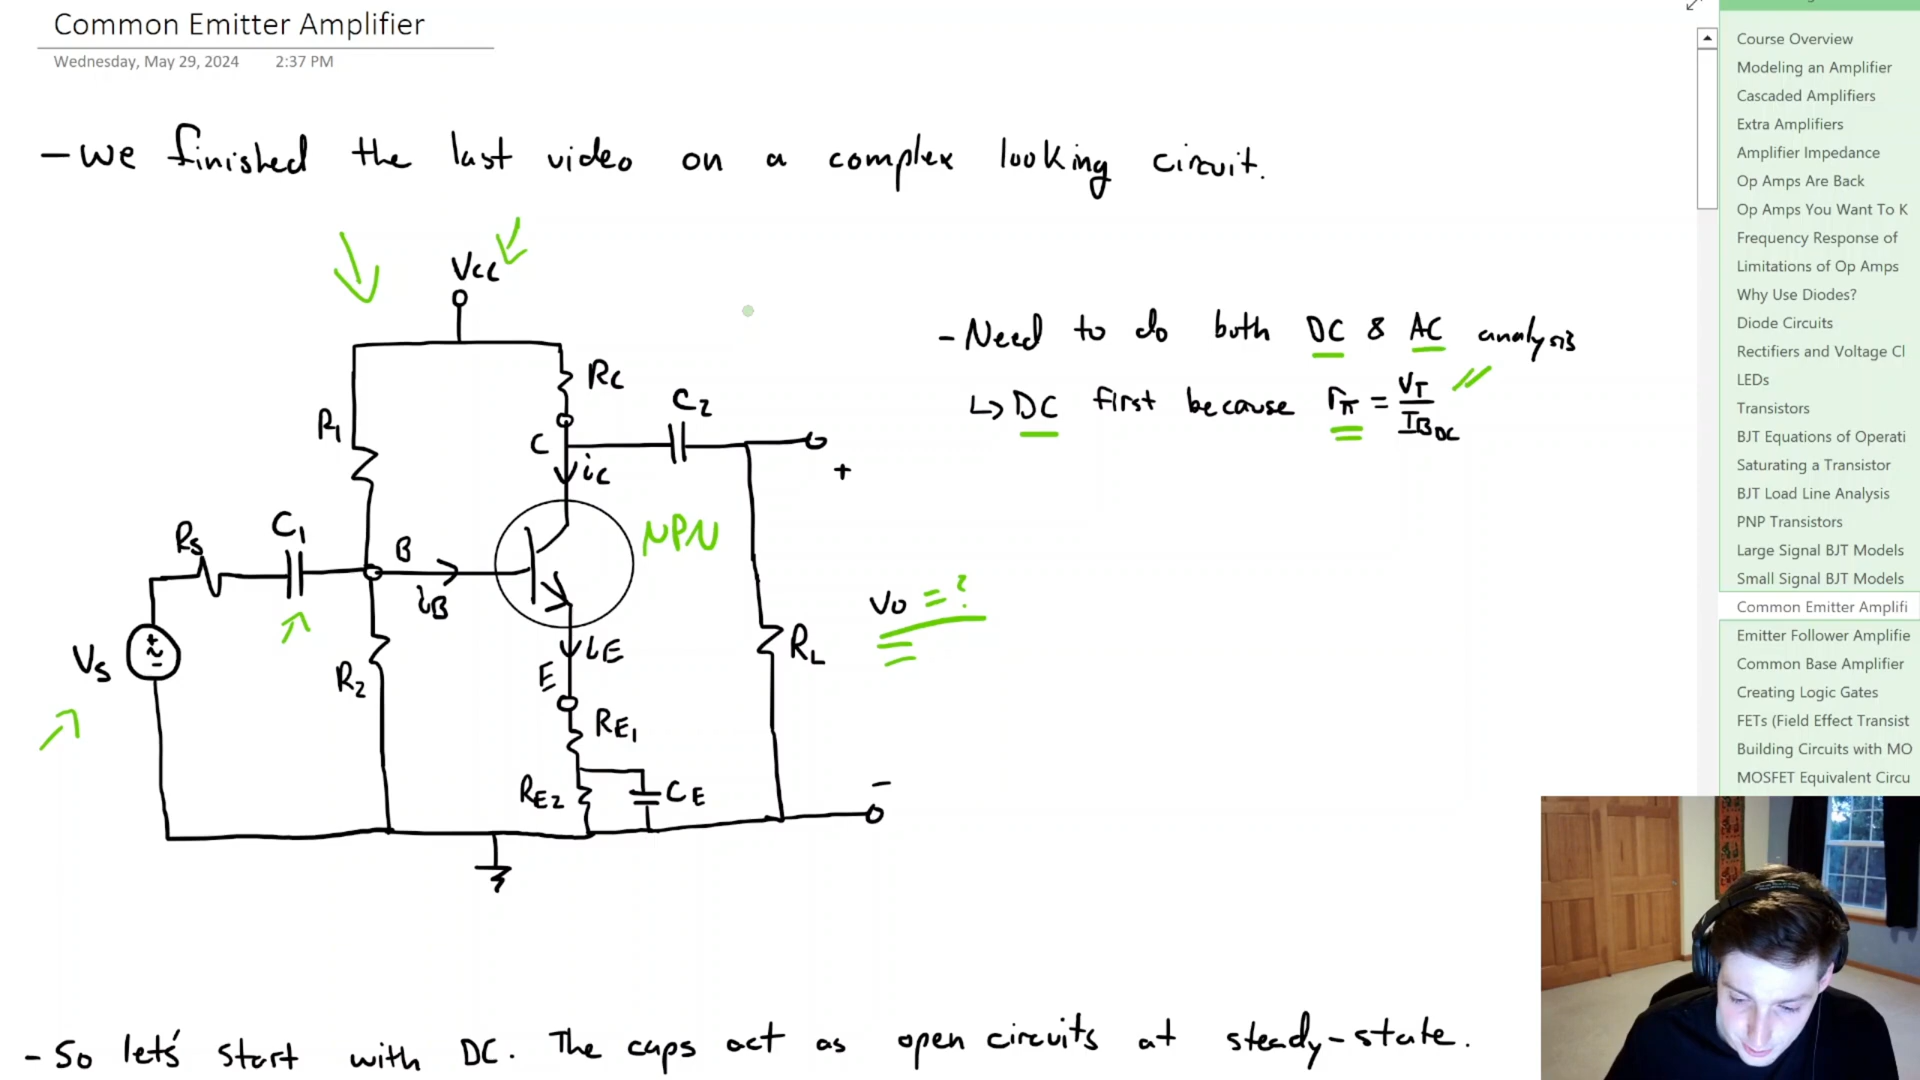 Common Emitter Amplifier
Wednesday, May 29, 2024 2:37 PM
- We finished the last video on a complex looking circuit.
Vcc
RC
C2
R1
C
iC
NPN
+
RS
C1
B
iB
VS
R2
iE
E
RE1
RE2
CE
RL
Vo = ?
-
- Need to do both DC & AC analysis
↳ DC first because rπ = VT / IBDC
- So let's start with DC. The caps act as open circuits at steady-state.
Course Overview
Modeling an Amplifier
Cascaded Amplifiers
Extra Amplifiers
Amplifier Impedance
Op Amps Are Back
Op Amps You Want To K
Frequency Response of
Limitations of Op Amps
Why Use Diodes?
Diode Circuits
Rectifiers and Voltage Cl
LEDs
Transistors
BJT Equations of Operati
Saturating a Transistor
BJT Load Line Analysis
PNP Transistors
Large Signal BJT Models
Small Signal BJT Models
Common Emitter Amplifi
Emitter Follower Amplifie
Common Base Amplifier
Creating Logic Gates
FETs (Field Effect Transist
Building Circuits with MO
MOSFET Equivalent Circu